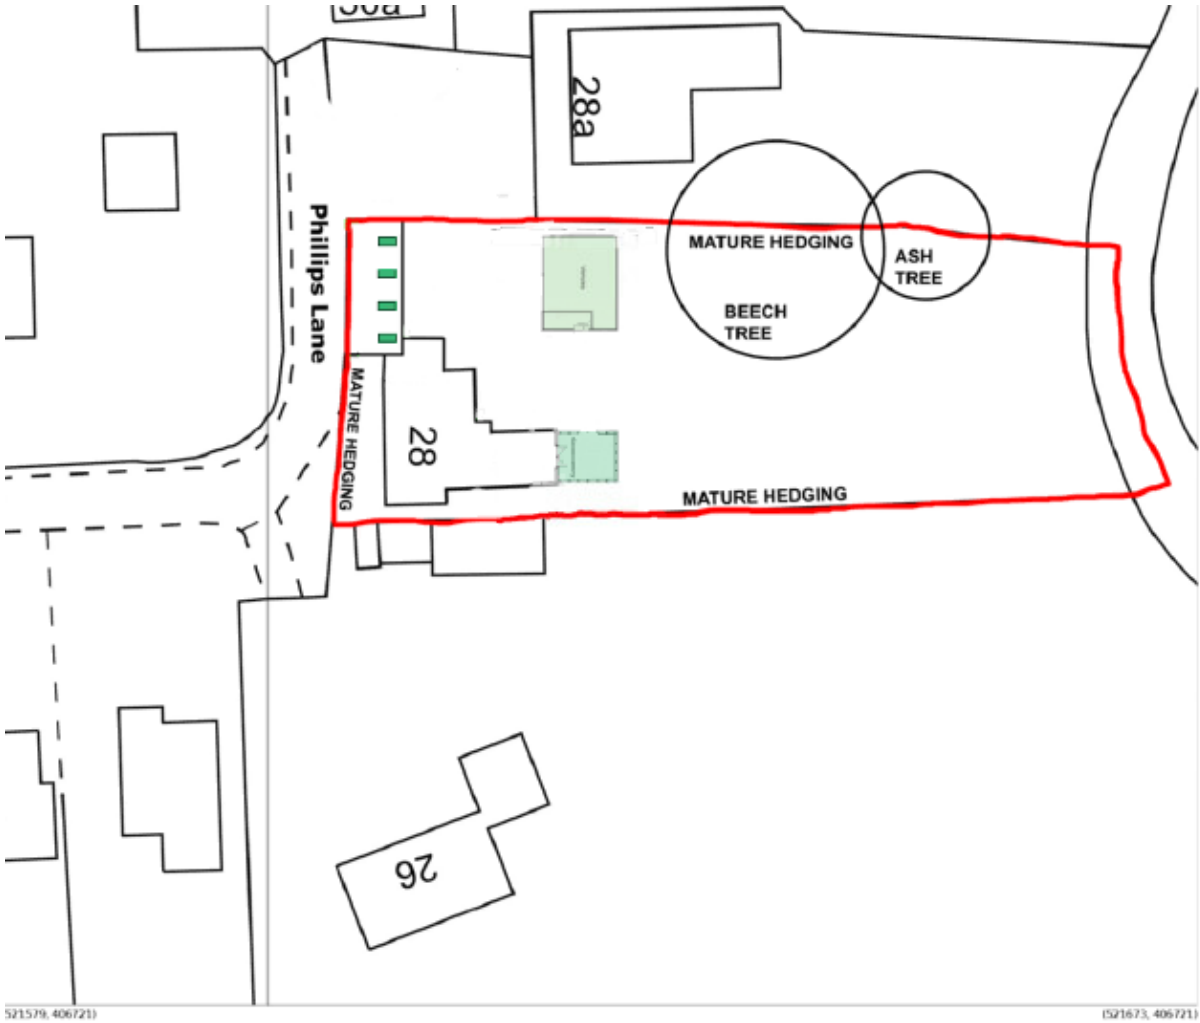 30a
28a
Phillips Lane
MATURE HEDGING
ASH
TREE
BEECH
TREE
MATURE HEDGING
28
MATURE HEDGING
26
521579, 406721)
(521673, 406721)